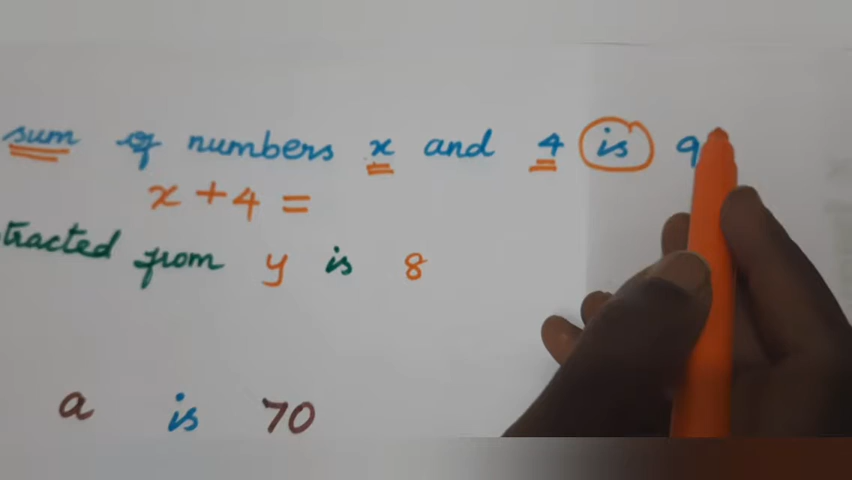 sum of numbers x and 4 is 9
x + 4 =
tracted from y is 8
a is 70